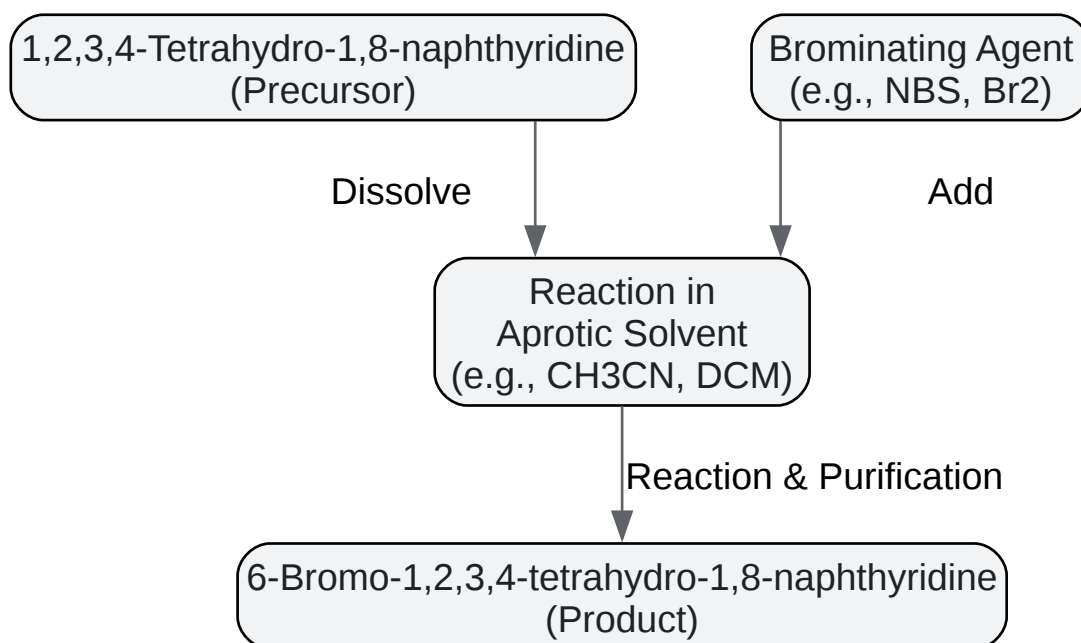 1,2,3,4-Tetrahydro-1,8-naphthyridine
(Precursor)
Brominating Agent
(e.g., NBS, Br2)
Dissolve
Add
Reaction in
Aprotic Solvent
(e.g., CH3CN, DCM)
Reaction & Purification
6-Bromo-1,2,3,4-tetrahydro-1,8-naphthyridine
(Product)